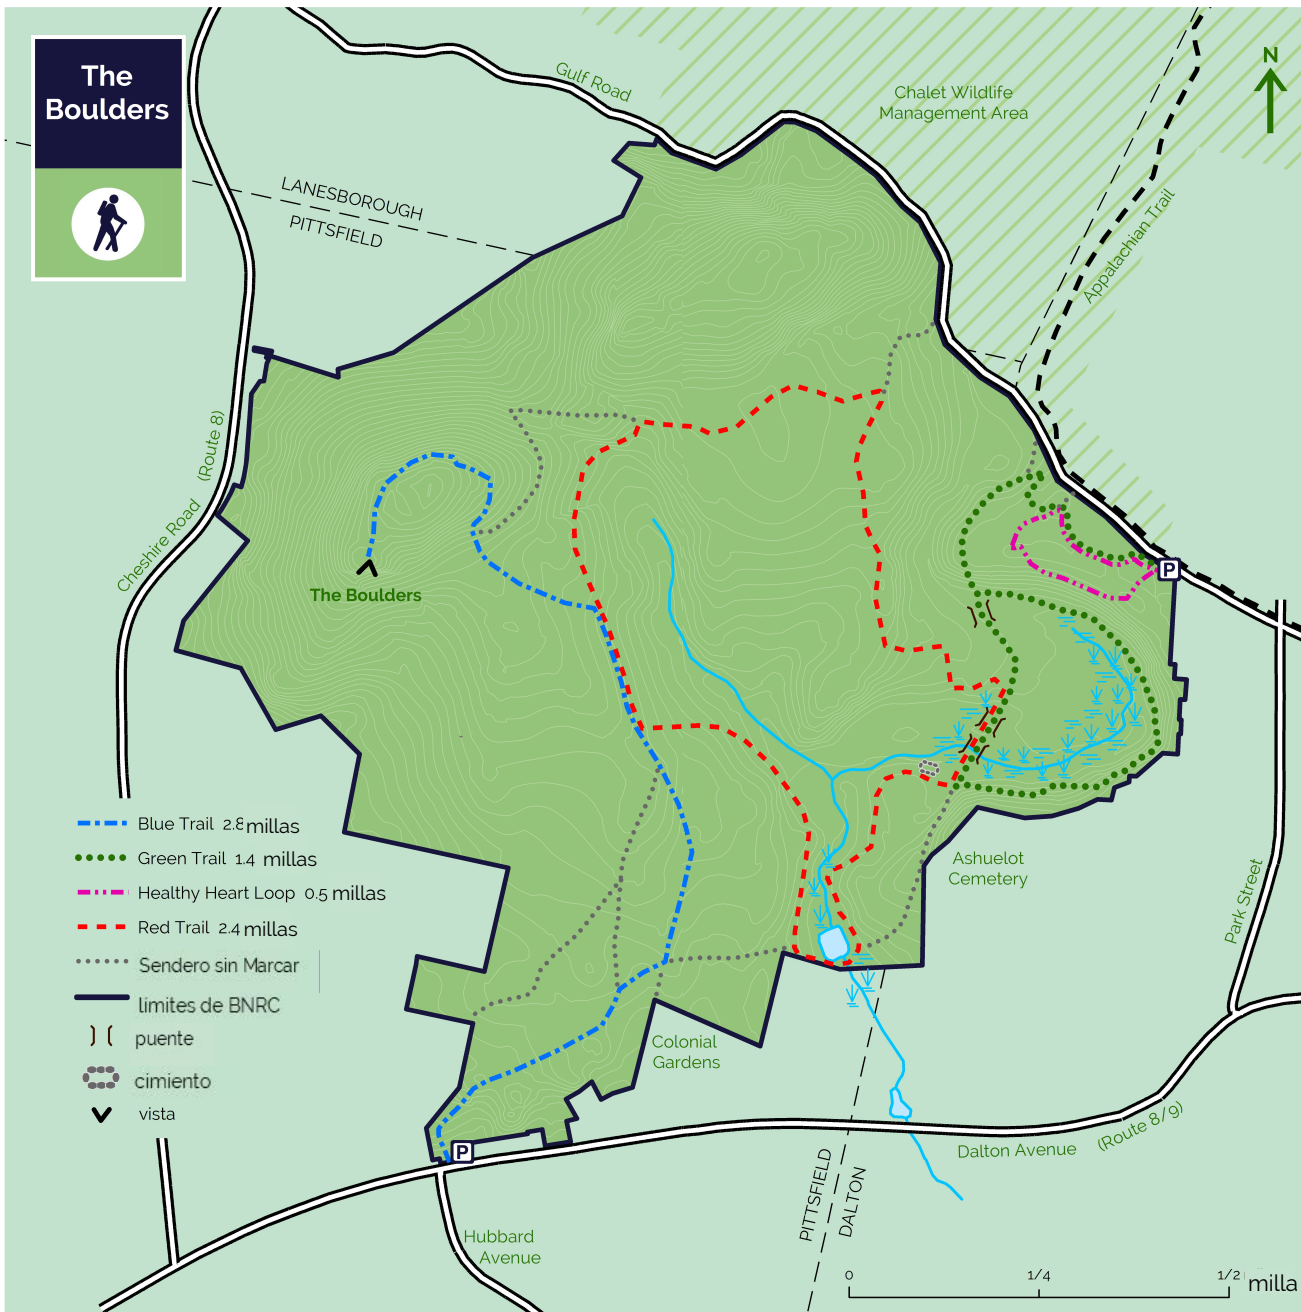 The
Boulders
Gulf Road
Chalet Wildlife
Management Area
N
LANESBOROUGH
PITTSFIELD
Appalachian Trail
Cheshire Road (Route 8)
The Boulders
P
Blue Trail 2.8 millas
Green Trail 1.4 millas
Healthy Heart Loop 0.5 millas
Red Trail 2.4 millas
Sendero sin Marcar
limites de BNRC
puente
cimiento
vista
Ashuelot
Cemetery
Park Street
Colonial
Gardens
P
Dalton Avenue (Route 8/9)
PITTSFIELD
DALTON
Hubbard
Avenue
0 1/4 1/2 milla